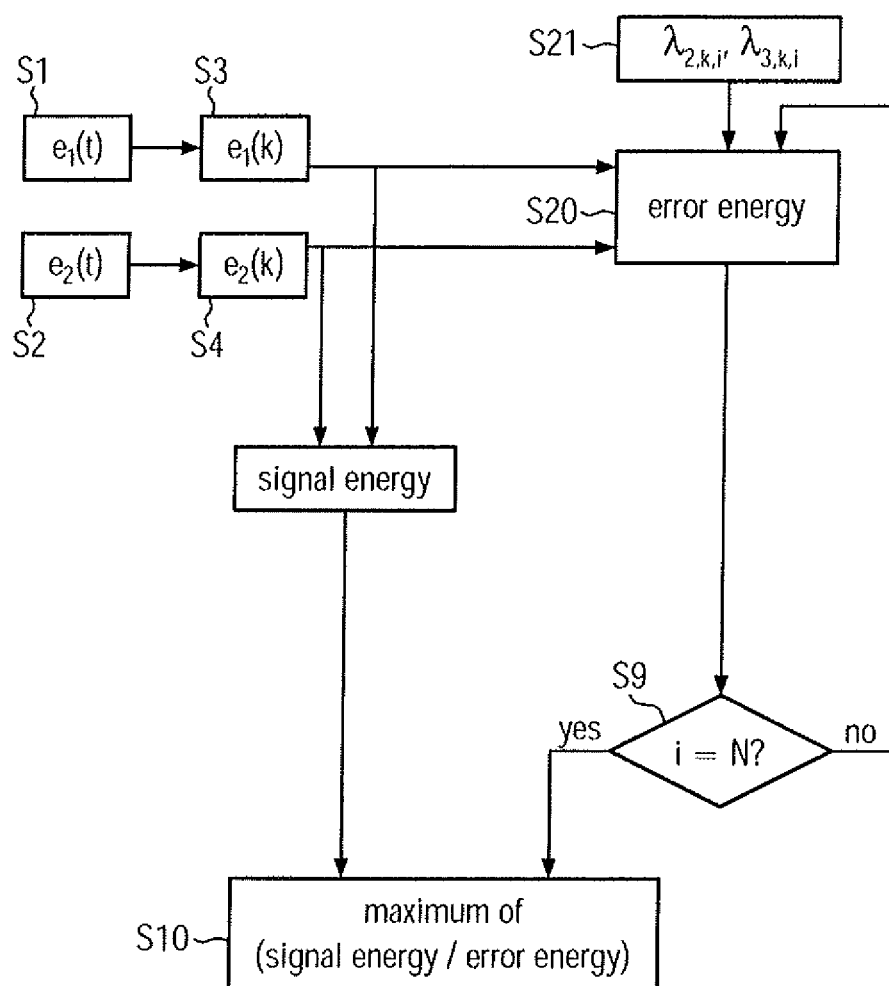 S21
λ2,k,i, λ3,k,i
S1
S3
e1(t)
e1(k)
S20
error energy
e2(t)
e2(k)
S2
S4
signal energy
S9
yes
i = N?
no
S10
maximum of
(signal energy / error energy)